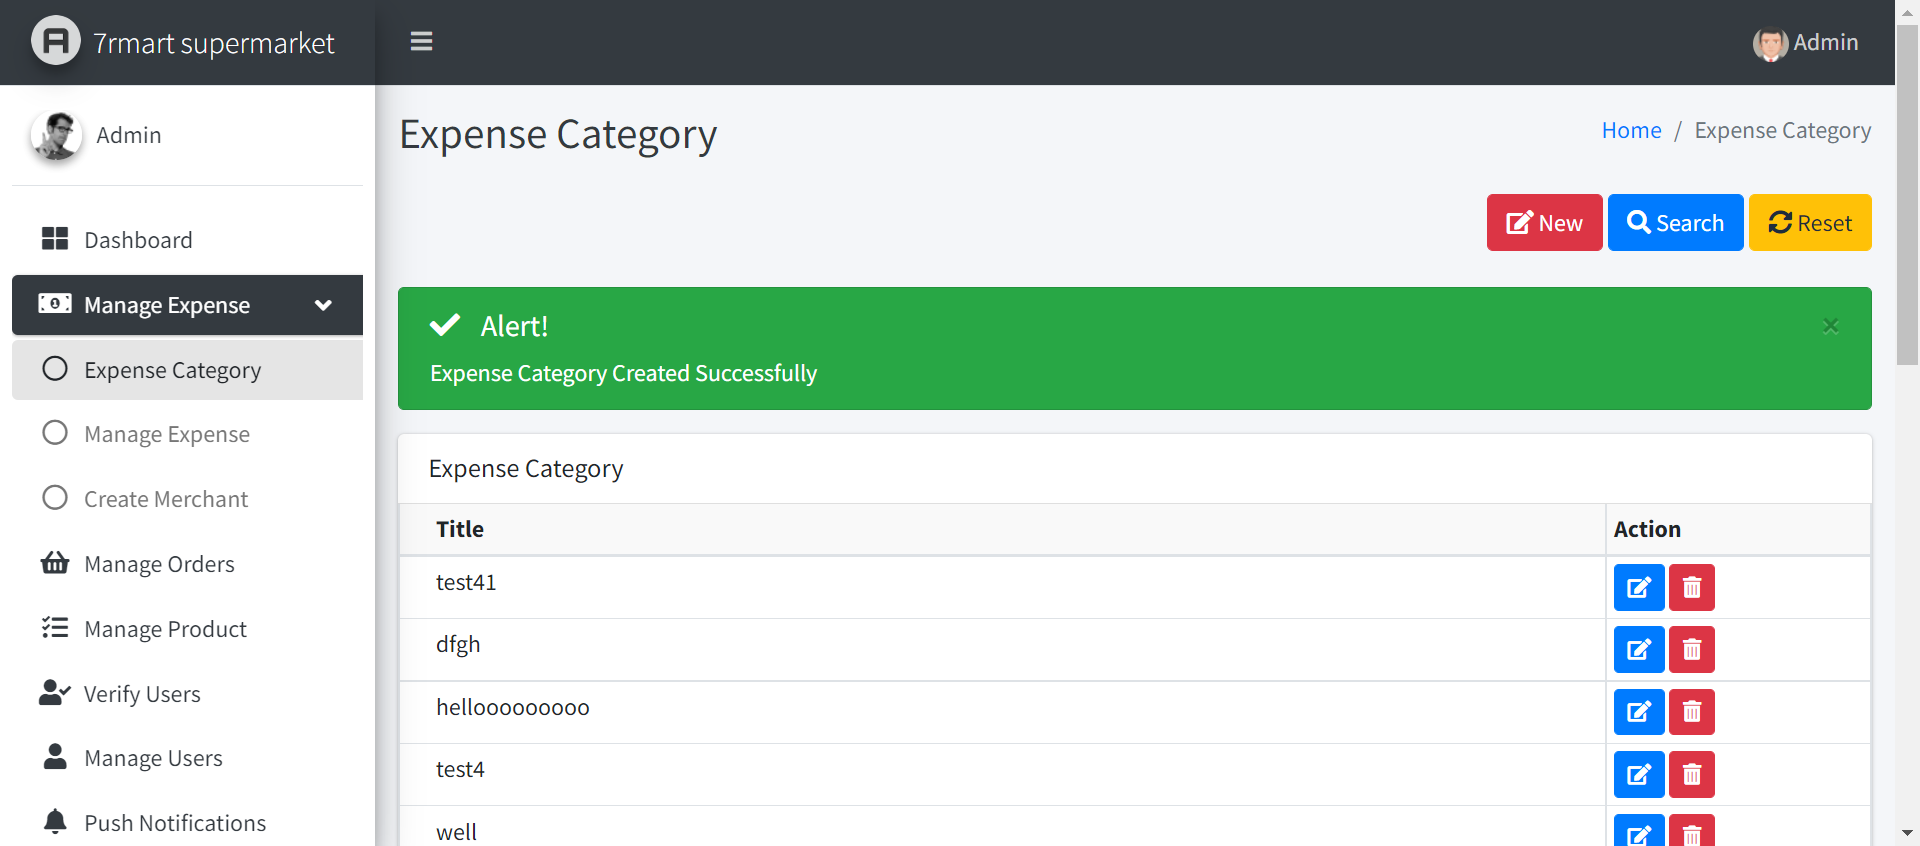 7rmart supermarket
Admin
Admin
Dashboard
Manage Expense
Expense Category
Manage Expense
Create Merchant
Manage Orders
Manage Product
Verify Users
Manage Users
Push Notifications
Expense Category
Home / Expense Category
New
Search
Reset
Alert!
×
Expense Category Created Successfully
Expense Category
Title
Action
test41
dfgh
hellooooooooo
test4
well